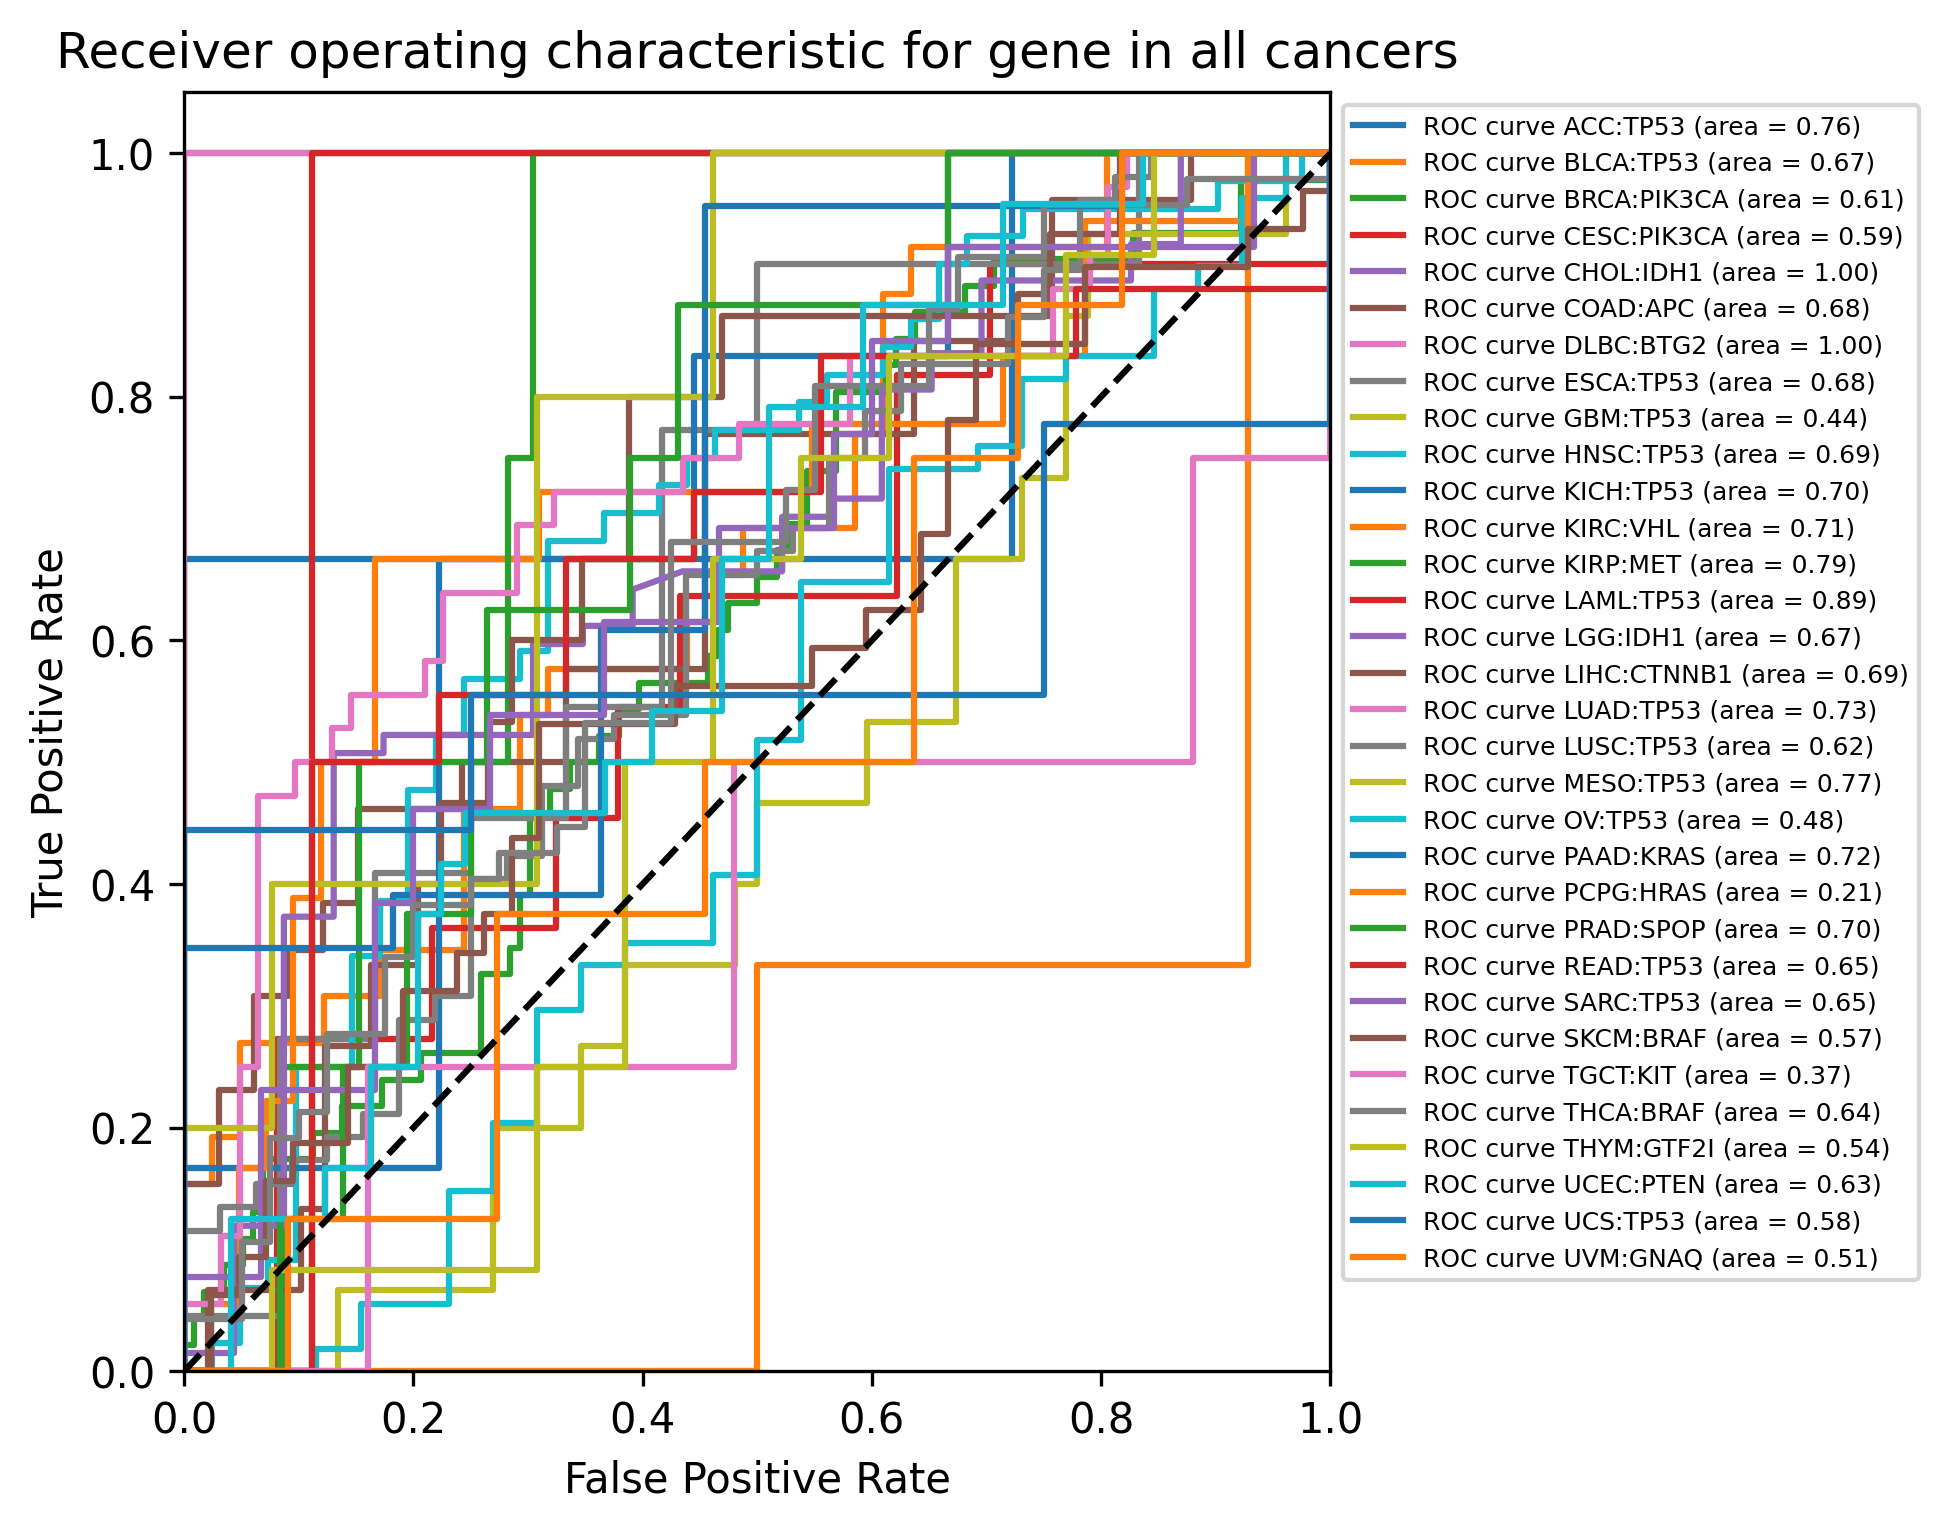 Receiver operating characteristic for gene in all cancers
True Positive Rate
1.0
0.8
0.6
0.4
0.2
0.0
0.0 0.2 0.4 0.6 0.8 1.0
False Positive Rate
ROC curve ACC:TP53 (area = 0.76)
ROC curve BLCA:TP53 (area = 0.67)
ROC curve BRCA:PIK3CA (area = 0.61)
ROC curve CESC:PIK3CA (area = 0.59)
ROC curve CHOL:IDH1 (area = 1.00)
ROC curve COAD:APC (area = 0.68)
ROC curve DLBC:BTG2 (area = 1.00)
ROC curve ESCA:TP53 (area = 0.68)
ROC curve GBM:TP53 (area = 0.44)
ROC curve HNSC:TP53 (area = 0.69)
ROC curve KICH:TP53 (area = 0.70)
ROC curve KIRC:VHL (area = 0.71)
ROC curve KIRP:MET (area = 0.79)
ROC curve LAML:TP53 (area = 0.89)
ROC curve LGG:IDH1 (area = 0.67)
ROC curve LIHC:CTNNB1 (area = 0.69)
ROC curve LUAD:TP53 (area = 0.73)
ROC curve LUSC:TP53 (area = 0.62)
ROC curve MESO:TP53 (area = 0.77)
ROC curve OV:TP53 (area = 0.48)
ROC curve PAAD:KRAS (area = 0.72)
ROC curve PCPG:HRAS (area = 0.21)
ROC curve PRAD:SPOP (area = 0.70)
ROC curve READ:TP53 (area = 0.65)
ROC curve SARC:TP53 (area = 0.65)
ROC curve SKCM:BRAF (area = 0.57)
ROC curve TGCT:KIT (area = 0.37)
ROC curve THCA:BRAF (area = 0.64)
ROC curve THYM:GTF2I (area = 0.54)
ROC curve UCEC:PTEN (area = 0.63)
ROC curve UCS:TP53 (area = 0.58)
ROC curve UVM:GNAQ (area = 0.51)